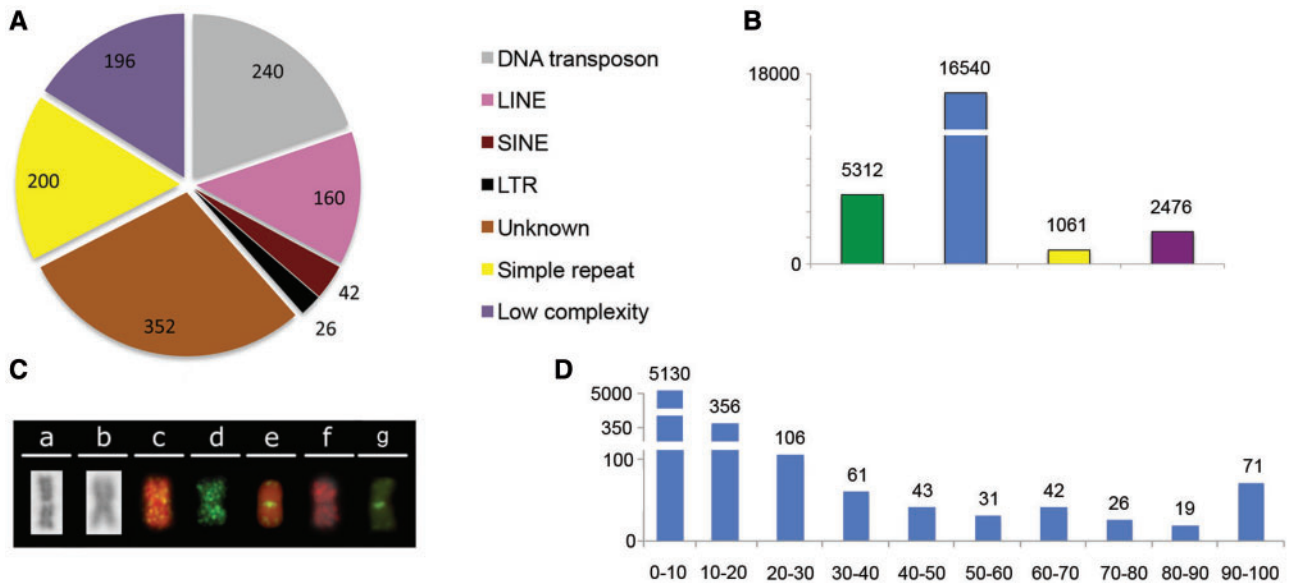 A
196
240
200
160
352
42
26
DNA transposon
LINE
SINE
LTR
Unknown
Simple repeat
Low complexity
B
18000
0
5312
16540
1061
2476
C
a b c d e f g
D
5000
350
100
0
5130 356 106 61 43 31 42 26 19 71
0-10 10-20 20-30 30-40 40-50 50-60 60-70 70-80 80-90 90-100